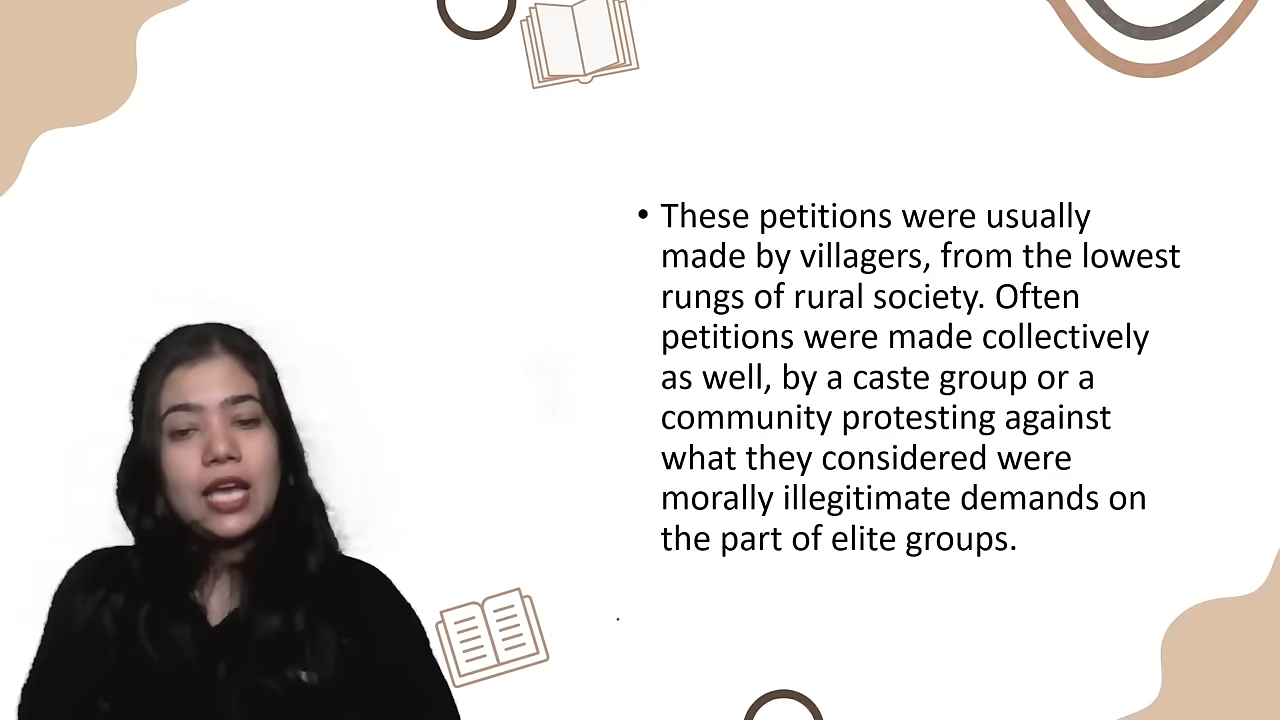 • These petitions were usually
made by villagers, from the lowest
rungs of rural society. Often
petitions were made collectively
as well, by a caste group or a
community protesting against
what they considered were
morally illegitimate demands on
the part of elite groups.